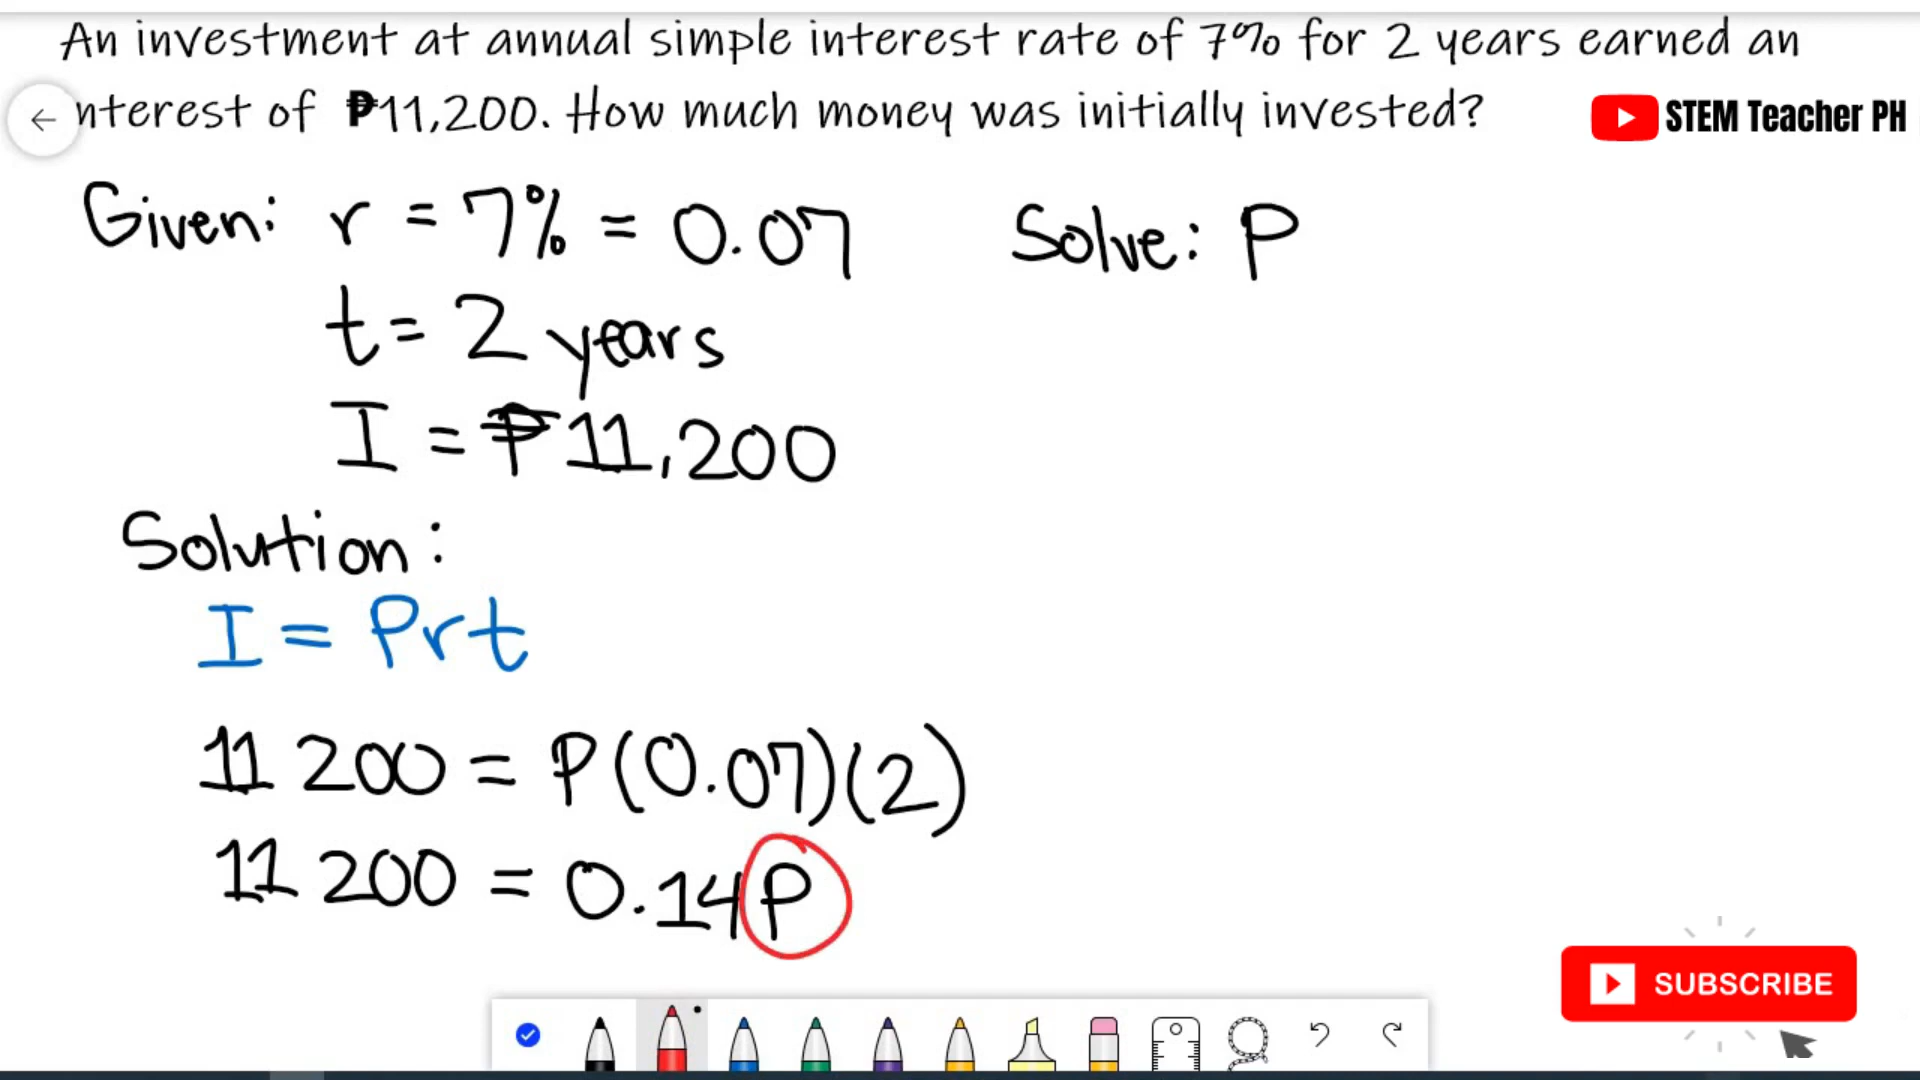 An investment at annual simple interest rate of 7% for 2 years earned an
nterest of ₱11,200. How much money was initially invested?
STEM Teacher PH
Given: r = 7% = 0.07
Solve: P
t = 2 years
I = ₱11,200
Solution:
I = Prt
11 200 = P(0.07)(2)
11 200 = 0.14P
SUBSCRIBE